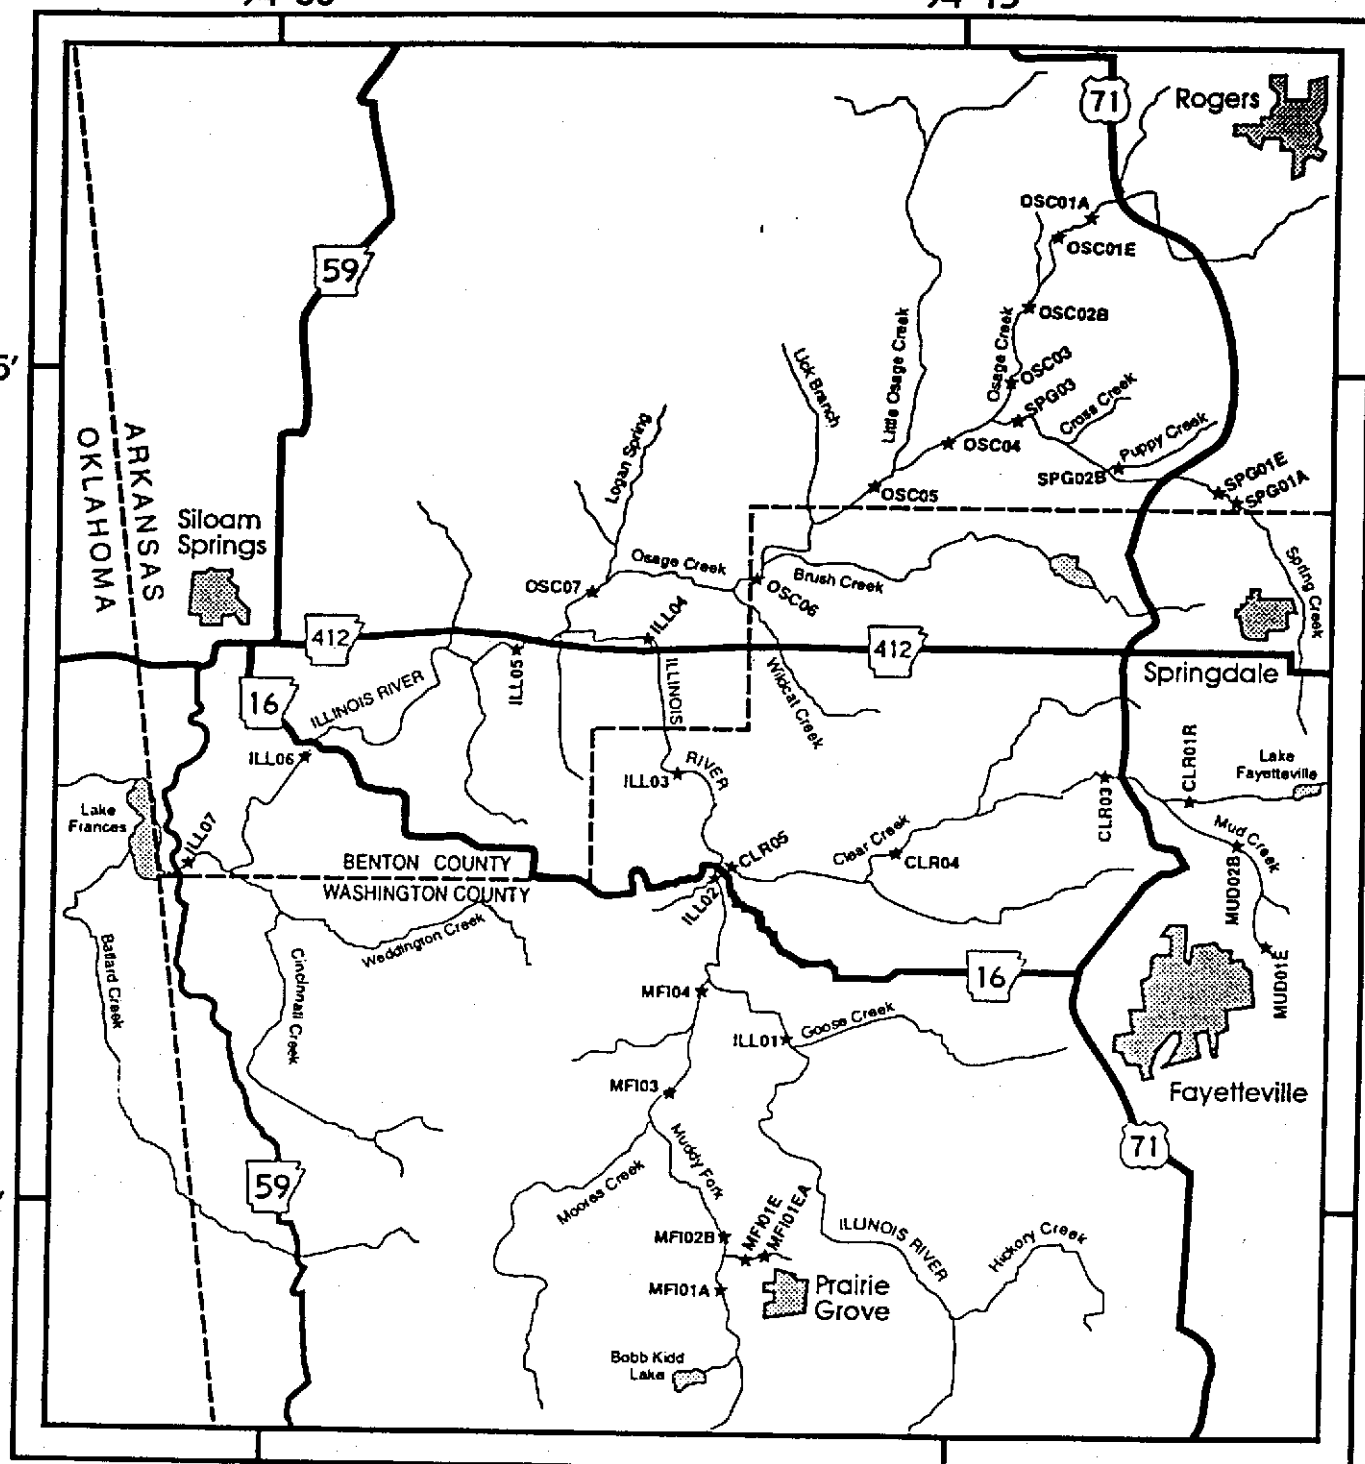 71
Rogers
OSC01A
OSC01E
59
OSC02B
Osage Creek
OSC03
Little Osage Creek
Lick Branch
SPG03
Cross Creek
Puppy Creek
OSC04
SPG02B
SPG01E
SPG01A
OSC05
Logan Spring
ARKANSAS
OKLAHOMA
Siloam
Springs
Osage Creek
Brush Creek
OSC07
OSC06
Spring Creek
ILL04
412
412
ILL05
ILLINOIS
Wildcat Creek
Springdale
16
ILLINOIS RIVER
ILL06
ILL03
RIVER
CLR01R
Lake
Fayetteville
Lake
Frances
CLR03
ILL07
Mud Creek
Clear Creek
CLR05
CLR04
BENTON COUNTY
WASHINGTON COUNTY
ILL02
MUD02B
Weddington Creek
Ballard Creek
Cincinnati Creek
MUD01E
16
MFI04
ILL01
Goose Creek
MFI03
Fayetteville
Muddy Fork
71
Moores Creek
59
MFI02B
MFI01E
MFI01EA
ILLINOIS RIVER
Hickory Creek
MFI01A
Prairie
Grove
Bobb Kidd
Lake